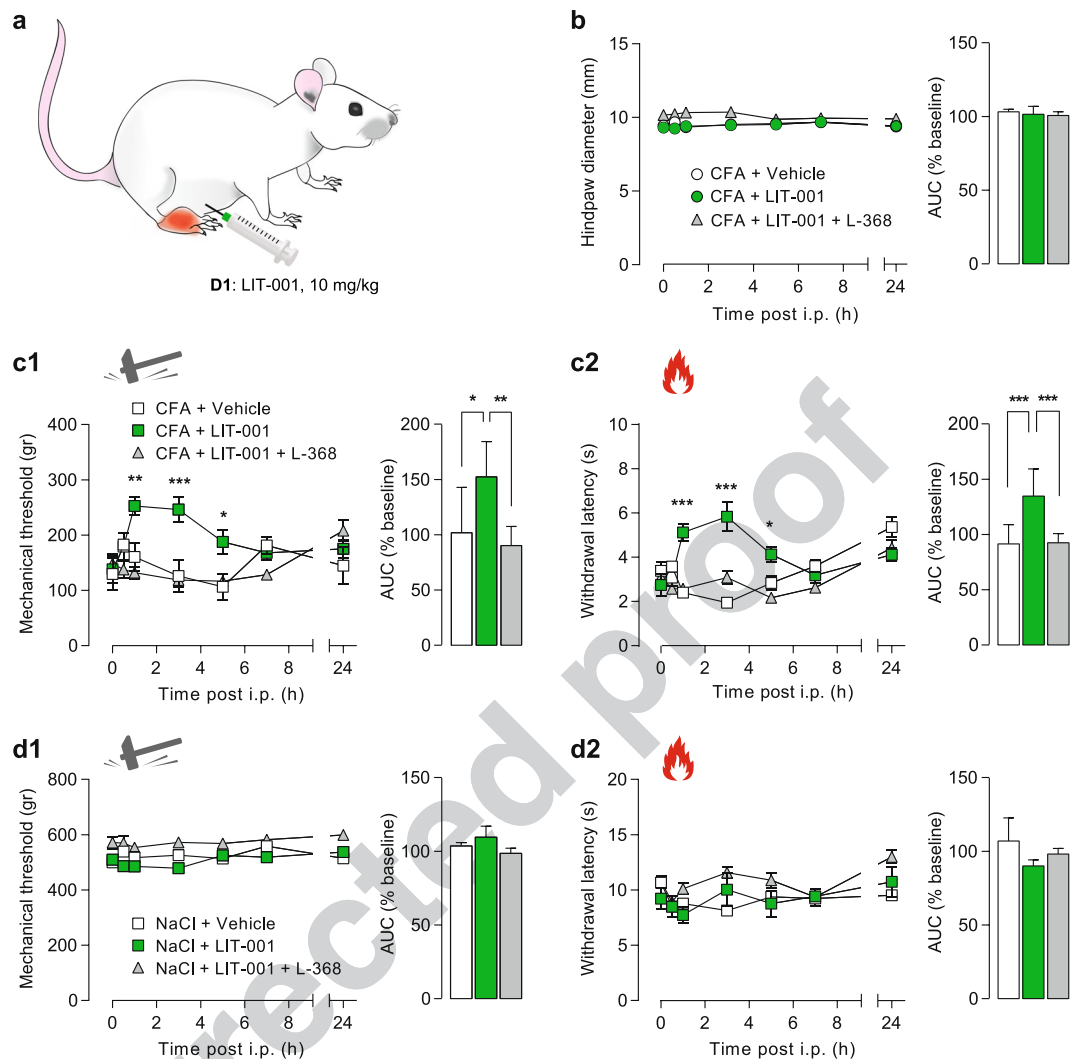 a
D1: LIT-001, 10 mg/kg
b
Hindpaw diameter (mm)
15
10
5
0
CFA + Vehicle
CFA + LIT-001
CFA + LIT-001 + L-368
0 2 4 6 8 24
Time post i.p. (h)
AUC (% baseline)
150
100
50
0
c1
Mechanical threshold (gr)
400
300
200
100
0
CFA + Vehicle
CFA + LIT-001
CFA + LIT-001 + L-368
** *** *
0 2 4 6 8 24
Time post i.p. (h)
AUC (% baseline)
200
150
100
50
0
* **
c2
Withdrawal latency (s)
10
8
6
4
2
0
*** *** *
0 2 4 6 8 24
Time post i.p. (h)
AUC (% baseline)
200
150
100
50
0
*** ***
d1
Mechanical threshold (gr)
800
600
400
200
0
NaCl + Vehicle
NaCl + LIT-001
NaCl + LIT-001 + L-368
0 2 4 6 8 24
Time post i.p. (h)
AUC (% baseline)
150
100
50
0
d2
Withdrawal latency (s)
20
15
10
5
0
0 2 4 6 8 24
Time post i.p. (h)
AUC (% baseline)
150
100
50
0
rected proof